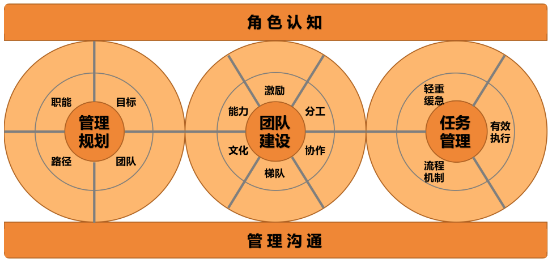 角色认知
职能
目标
管理
规划
路径
团队
激励
能力
分工
团队
建设
文化
协作
梯队
轻重
缓急
任务
管理
有效
执行
流程
机制
管理沟通